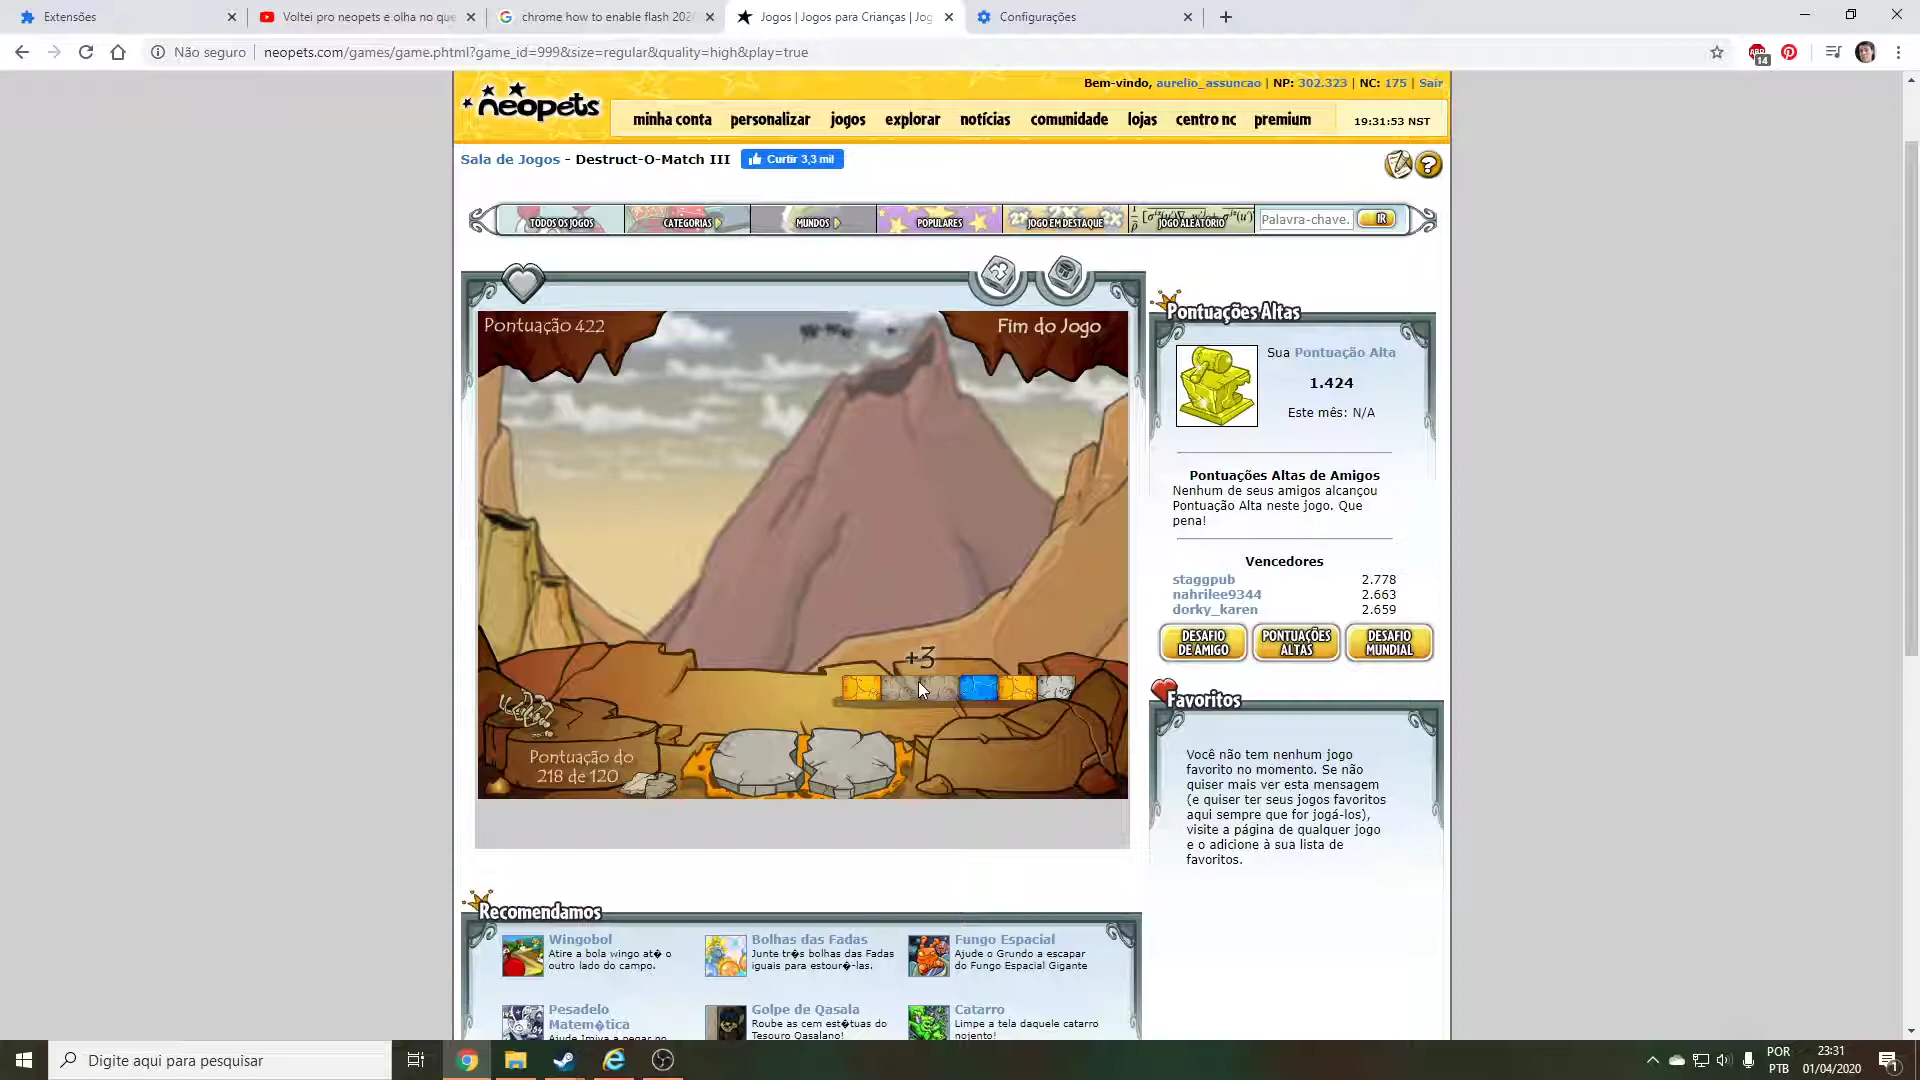 Extensões
Voltei pro neopets e olha no que
chrome how to enable flash 202
Jogos | Jogos para Crianças | Jog
Configurações
Não seguro
neopets.com/games/game.phtml?game_id=999&size=regular&quality=high&play=true
14
neopets
Bem-vindo, aurelio_assuncao | NP: 302.323 | NC: 175 | Sair
minha conta personalizar jogos explorar notícias comunidade lojas centro nc premium
19:31:53 NST
Sala de Jogos - Destruct-O-Match III
Curtir 3,3 mil
TODOS OS JOGOS
CATEGORIAS
MUNDOS
POPULARES
JOGO EM DESTAQUE
JOGO ALEATÓRIO
Palavra-chave.
IR
Pontuação 422
Fim do Jogo
+3
Pontuação do
218 de 120
Pontuações Altas
Sua Pontuação Alta
1.424
Este mês: N/A
Pontuações Altas de Amigos
Nenhum de seus amigos alcançou
Pontuação Alta neste jogo. Que
pena!
Vencedores
staggpub 2.778
nahrilee9344 2.663
dorky_karen 2.659
DESAFIO DE AMIGO
PONTUAÇÕES ALTAS
DESAFIO MUNDIAL
Favoritos
Você não tem nenhum jogo
favorito no momento. Se não
quiser mais ver esta mensagem
(e quiser ter seus jogos favoritos
aqui sempre que for jogá-los),
visite a página de qualquer jogo
e o adicione à sua lista de
favoritos.
Recomendamos
Wingobol
Atire a bola wingo at� o
outro lado do campo.
Bolhas das Fadas
Junte tr�s bolhas das Fadas
iguais para estour�-las.
Fungo Espacial
Ajude o Grundo a escapar
do Fungo Espacial Gigante
Pesadelo
Matem�tica
Ajude Imiya a pegar no
Golpe de Qasala
Roube as cem est�tuas do
Tesouro Qasalano!
Catarro
Limpe a tela daquele catarro
nojento!
Digite aqui para pesquisar
POR
PTB
23:31
01/04/2020
1